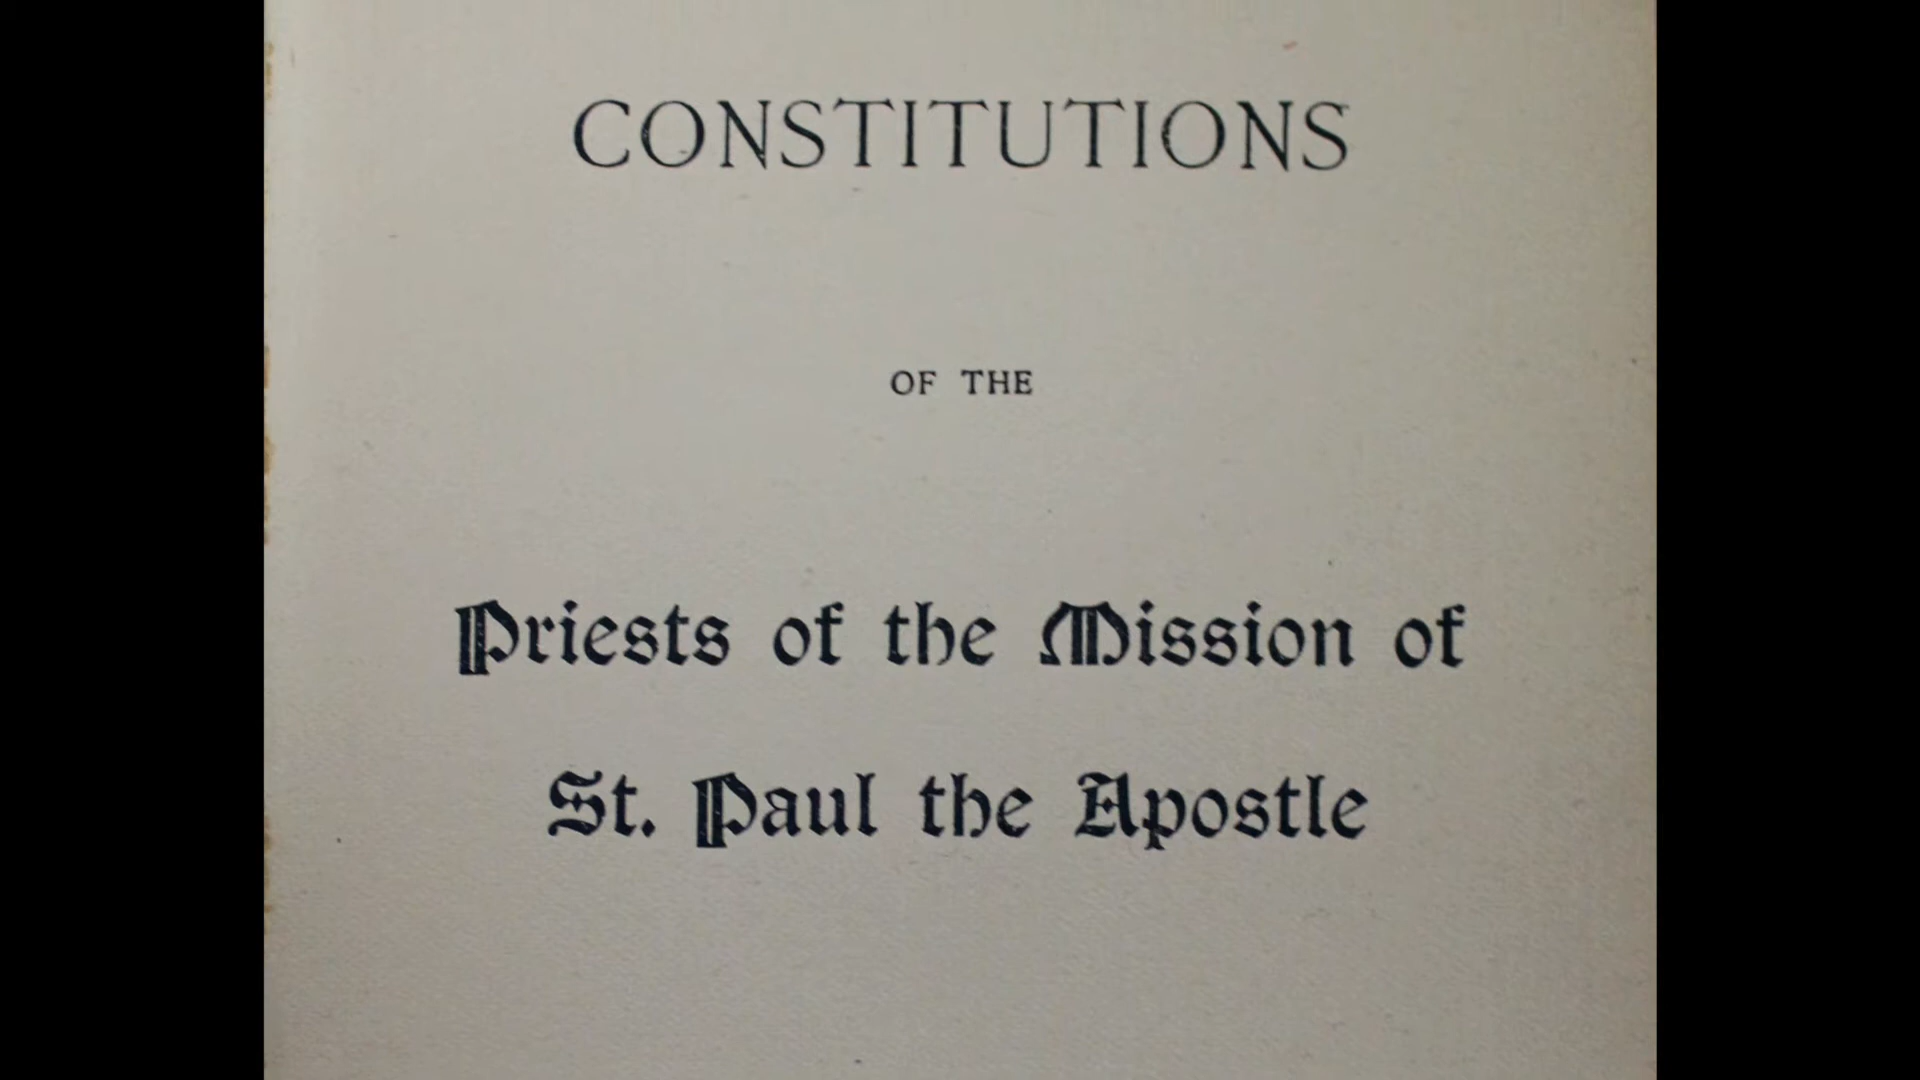 CONSTITUTIONS
OF THE
Priests of the Mission of
St. Paul the Apostle